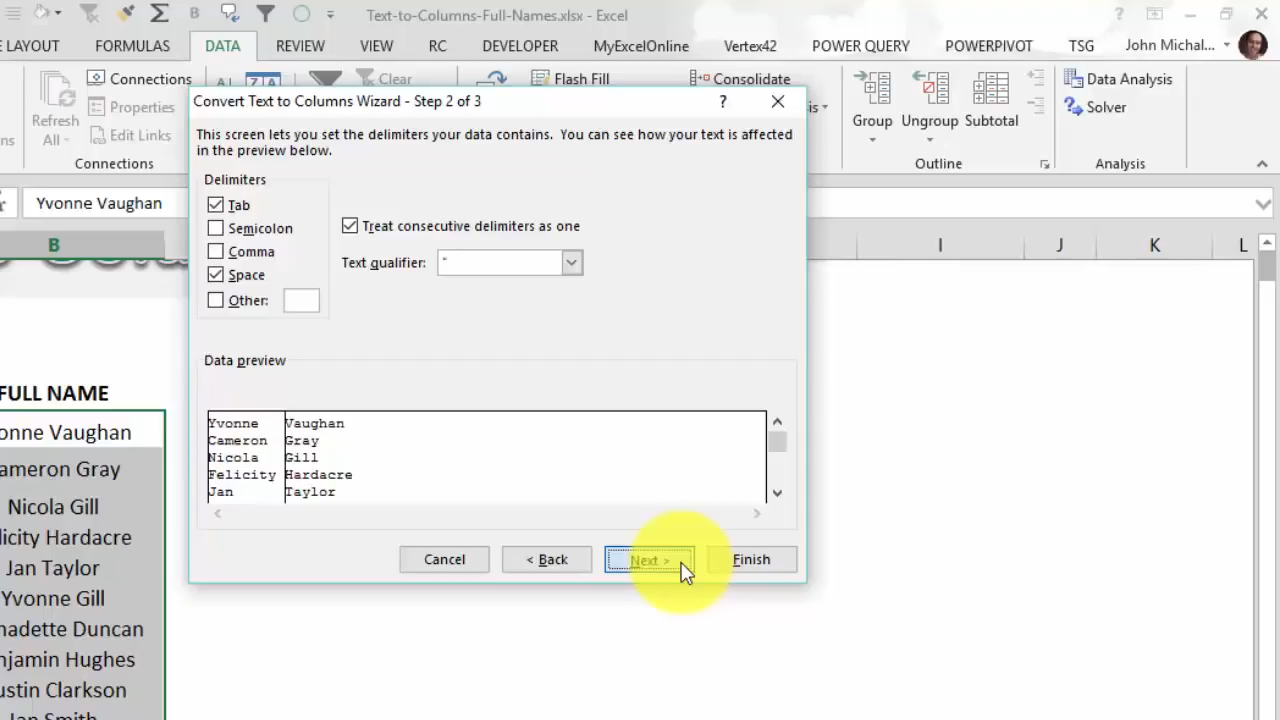 Text-to-Columns-Full-Names.xlsx - Excel
E LAYOUT FORMULAS DATA REVIEW VIEW RC DEVELOPER MyExcelOnline Vertex42 POWER QUERY POWERPIVOT TSG John Michal...
Connections
Properties
Edit Links
Refresh
All
Connections
Clear
Flash Fill
Consolidate
Group
Ungroup
Subtotal
Outline
Data Analysis
Solver
Analysis
Yvonne Vaughan
B I J K L
Convert Text to Columns Wizard - Step 2 of 3
This screen lets you set the delimiters your data contains. You can see how your text is affected
in the preview below.
Delimiters
Tab
Semicolon
Comma
Space
Other:
Treat consecutive delimiters as one
Text qualifier: "
Data preview
Yvonne Vaughan
Cameron Gray
Nicola Gill
Felicity Hardacre
Jan Taylor
Cancel < Back Next > Finish
FULL NAME
onne Vaughan
ameron Gray
Nicola Gill
licity Hardacre
Jan Taylor
Yvonne Gill
nadette Duncan
njamin Hughes
ustin Clarkson
Jan Smith